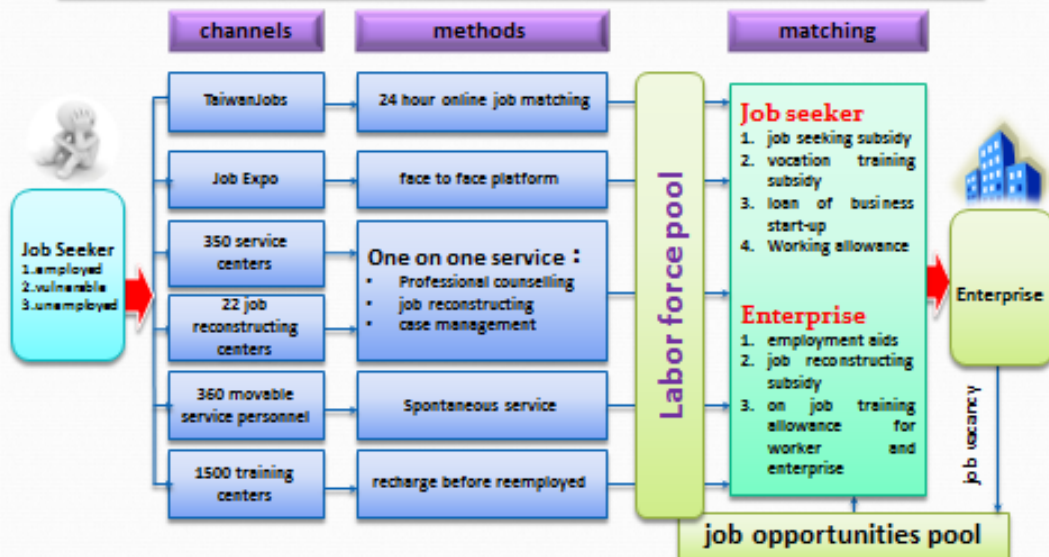 channels
methods
matching
Job Seeker
1.employed
2.vulnerable
3.unemployed
TaiwanJobs
24 hour online job matching
Job Expo
face to face platform
350 service
centers
22 job
reconstructing
centers
One on one service：
• Professional counselling
• job reconstructing
• case management
360 movable
service personnel
Spontaneous service
1500 training
centers
recharge before reemployed
Labor force pool
Job seeker
1. job seeking subsidy
2. vocation training
subsidy
3. loan of business
start-up
4. Working allowance
Enterprise
1. employment aids
2. job reconstructing
subsidy
3. on job training
allowance for
worker and
enterprise
Enterprise
job vacancy
job opportunities pool